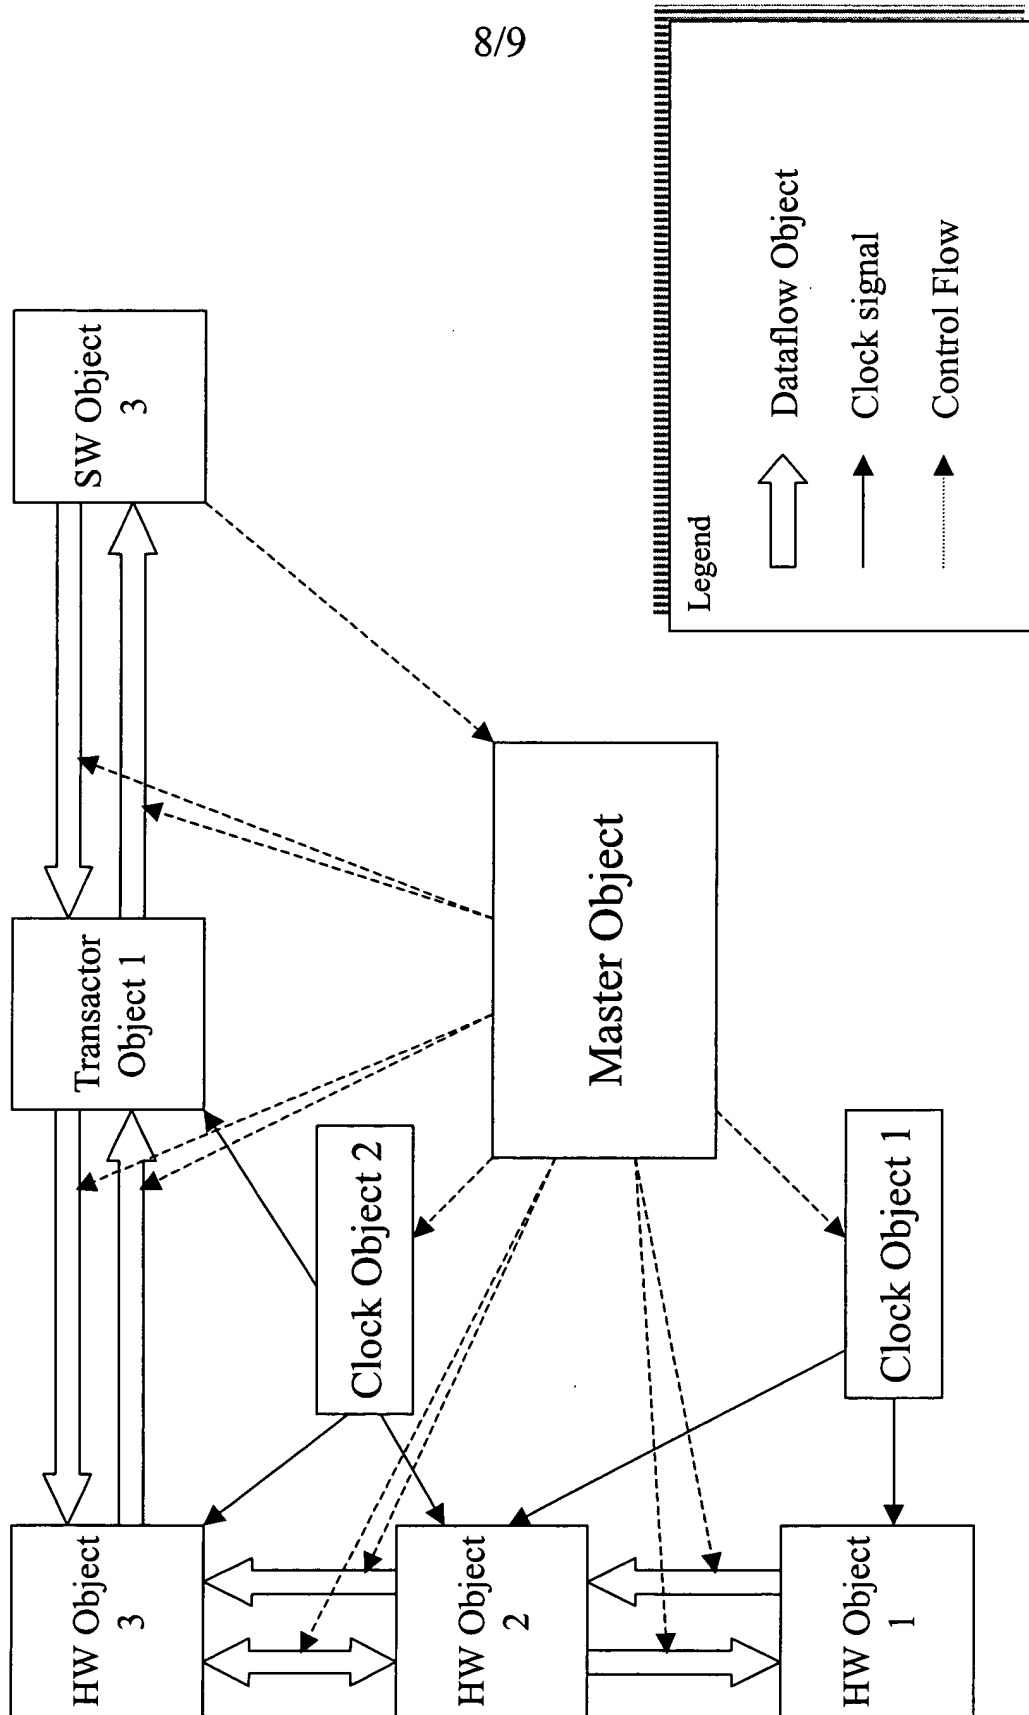 8/9
SW Object
3
Transactor
Object 1
HW Object
3
Clock Object 2
Master Object
HW Object
2
Clock Object 1
HW Object
1
Legend
Dataflow Object
Clock signal
Control Flow